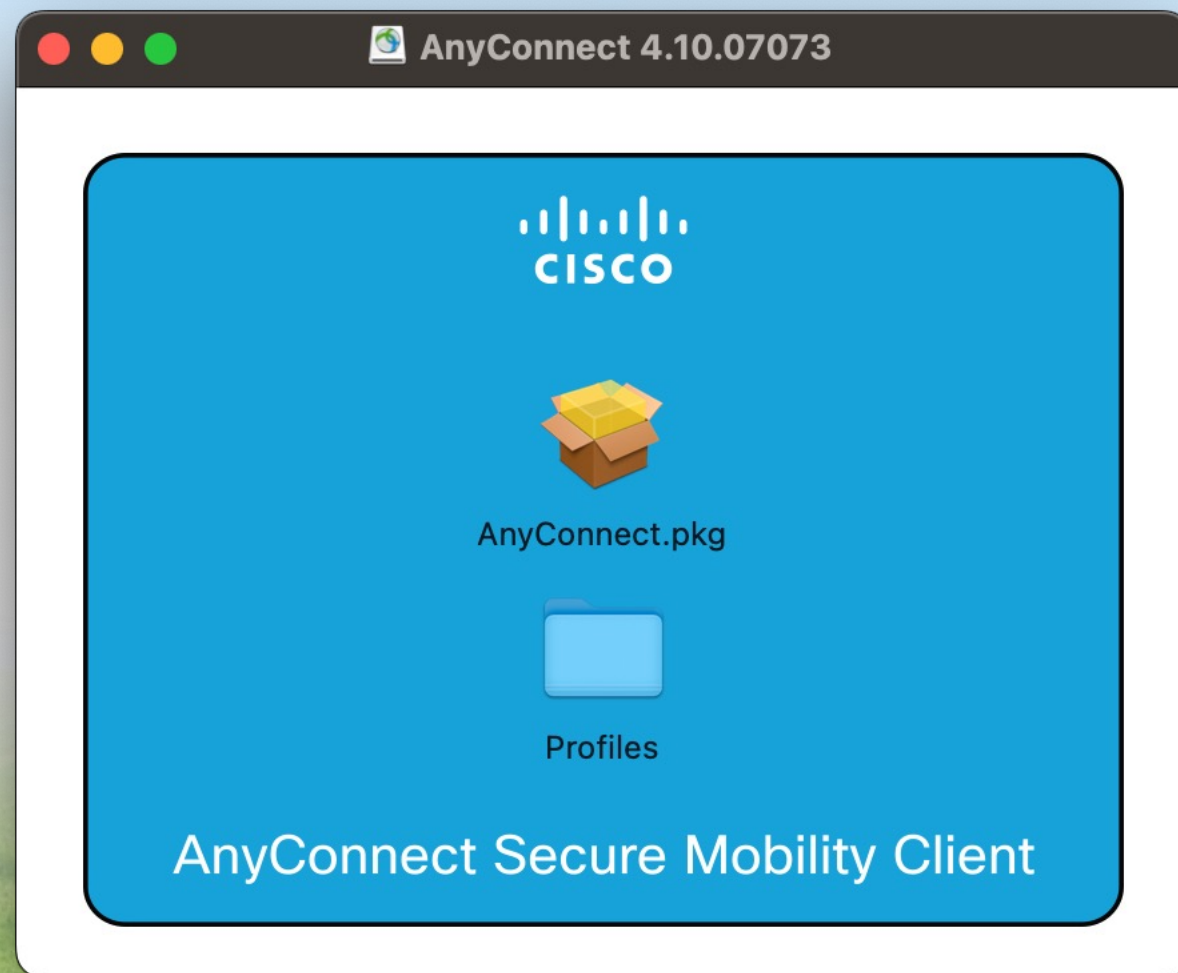 AnyConnect 4.10.07073
CISCO
AnyConnect.pkg
Profiles
AnyConnect Secure Mobility Client